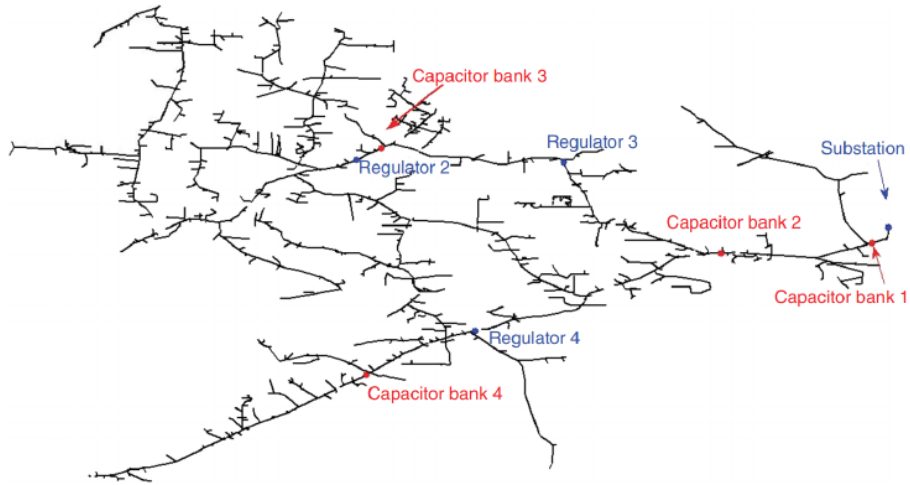 Capacitor bank 3
Regulator 3
Substation
Regulator 2
Capacitor bank 2
Capacitor bank 1
Regulator 4
Capacitor bank 4